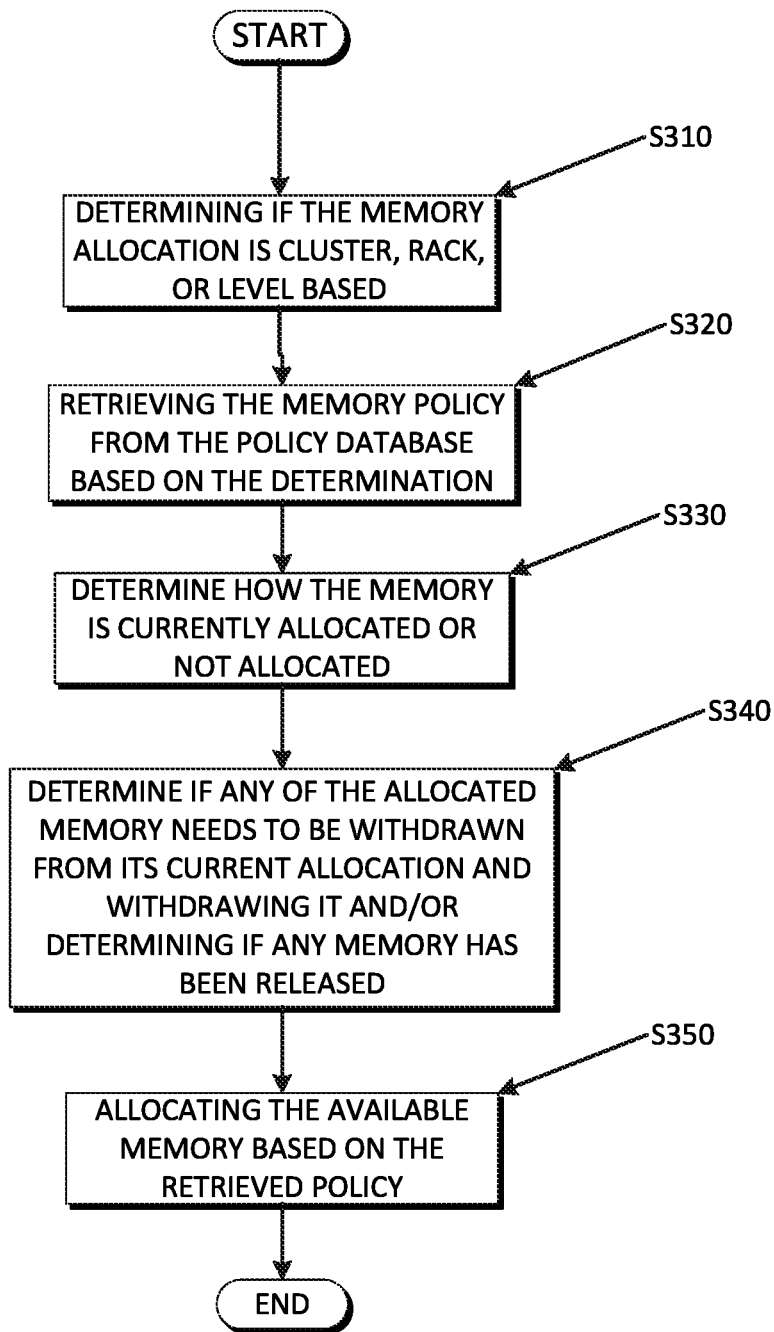 START
S310
DETERMINING IF THE MEMORY
ALLOCATION IS CLUSTER, RACK,
OR LEVEL BASED
S320
RETRIEVING THE MEMORY POLICY
FROM THE POLICY DATABASE
BASED ON THE DETERMINATION
S330
DETERMINE HOW THE MEMORY
IS CURRENTLY ALLOCATED OR
NOT ALLOCATED
S340
DETERMINE IF ANY OF THE ALLOCATED
MEMORY NEEDS TO BE WITHDRAWN
FROM ITS CURRENT ALLOCATION AND
WITHDRAWING IT AND/OR
DETERMINING IF ANY MEMORY HAS
BEEN RELEASED
S350
ALLOCATING THE AVAILABLE
MEMORY BASED ON THE
RETRIEVED POLICY
END